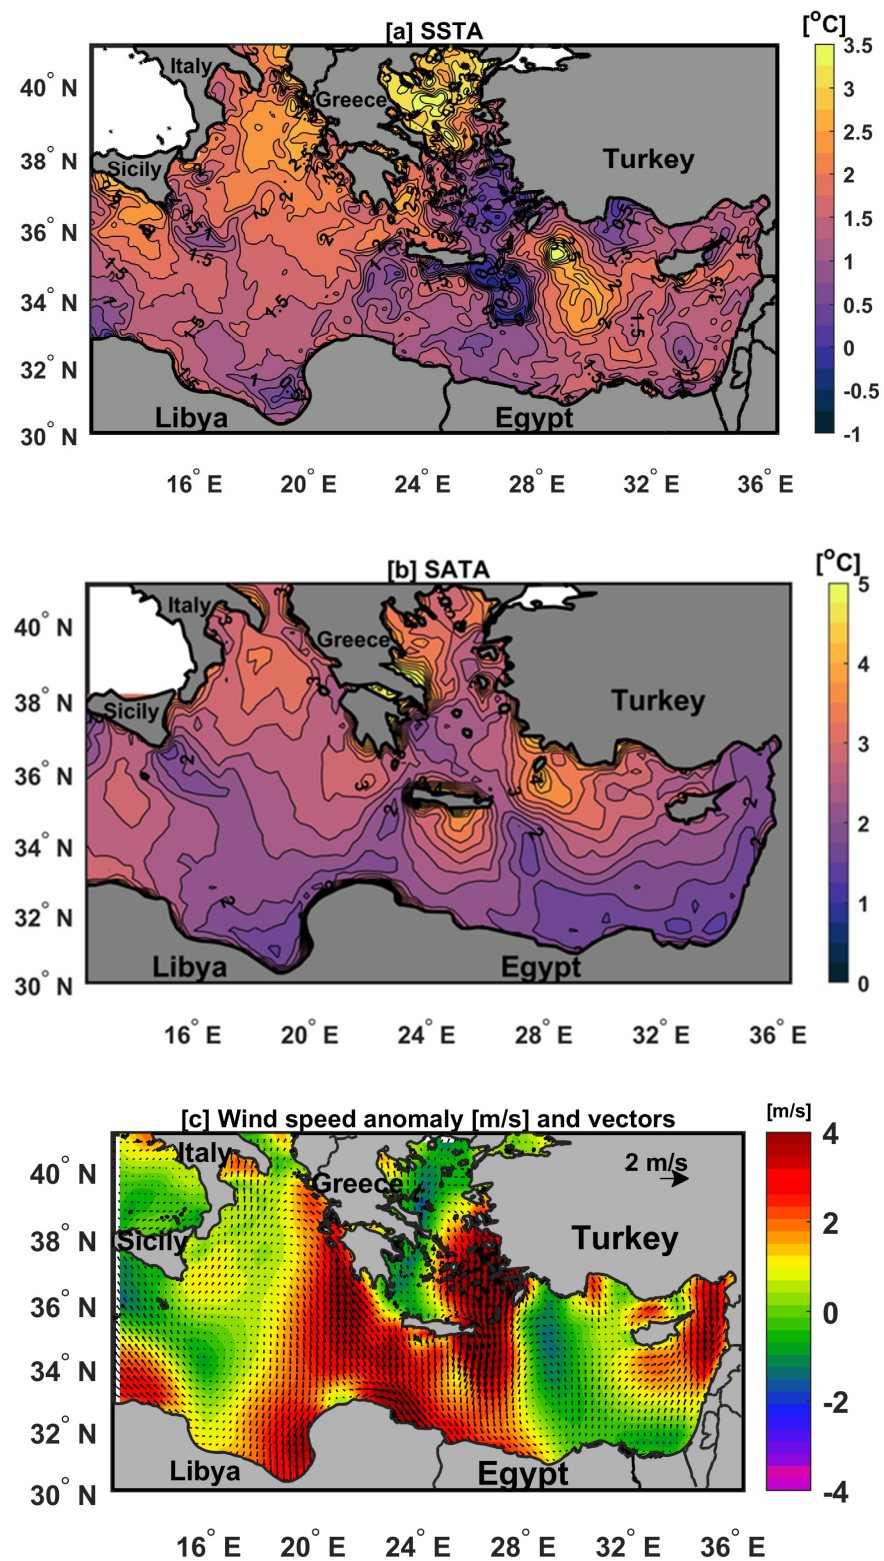 [a] SSTA
[°C]
40° N
38° N
36° N
34° N
32° N
30° N
Italy
Greece
Sicily
Turkey
Libya
Egypt
3.5
3
2.5
2
1.5
1
0.5
0
-0.5
-1
16° E
20° E
24° E
28° E
32° E
36° E
[b] SATA
[°C]
40° N
38° N
36° N
34° N
32° N
30° N
Italy
Greece
Sicily
Turkey
Libya
Egypt
5
4
3
2
1
0
16° E
20° E
24° E
28° E
32° E
36° E
[c] Wind speed anomaly [m/s] and vectors
[m/s]
40° N
38° N
36° N
34° N
32° N
30° N
Italy
Greece
Sicily
2 m/s
Turkey
Libya
Egypt
4
2
0
-2
-4
16° E
20° E
24° E
28° E
32° E
36° E